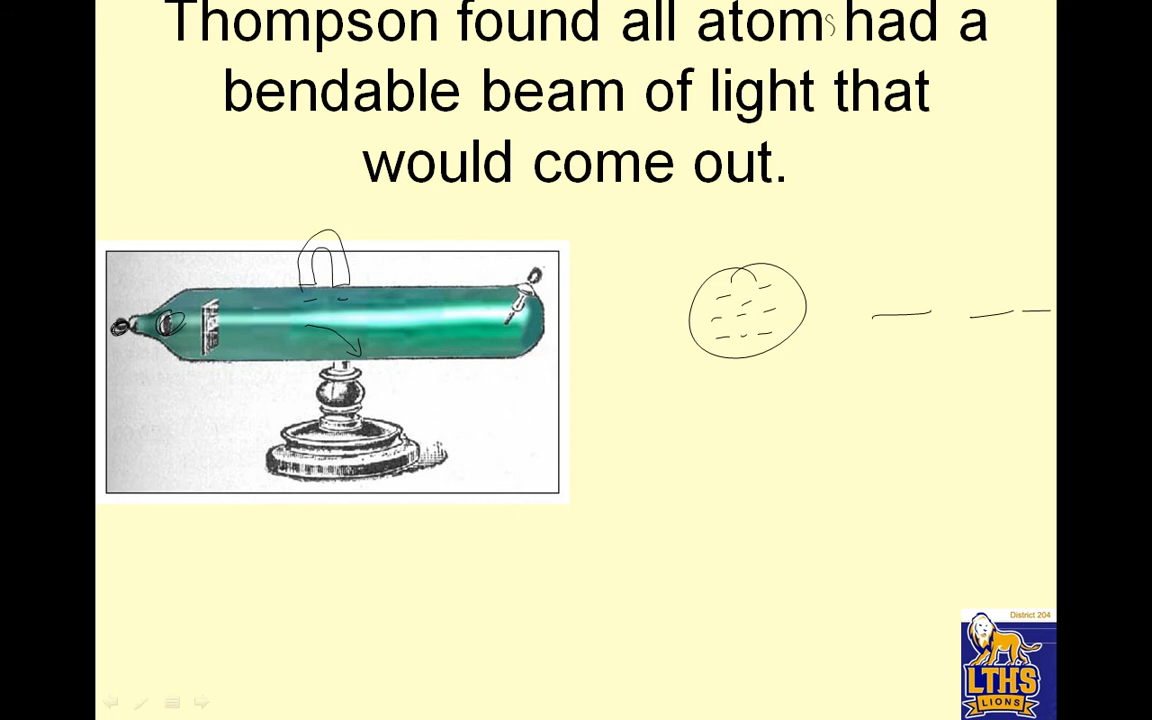 Thompson found all atoms had a
bendable beam of light that
would come out.
District 204
LTHS
LIONS